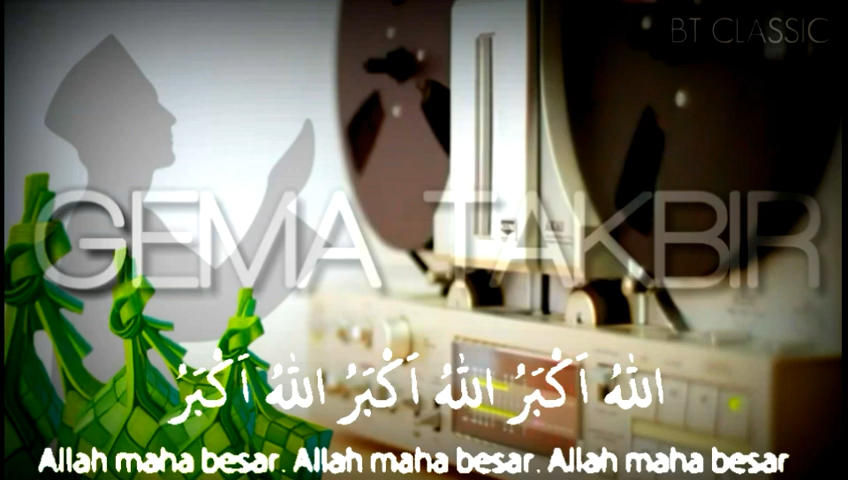 BT CLASSIC
GEMA TAKBIR
اللهُ اَكْبَرُ اللهُ اَكْبَرُ اللهُ اَكْبَرُ
Allah maha besar. Allah maha besar. Allah maha besar